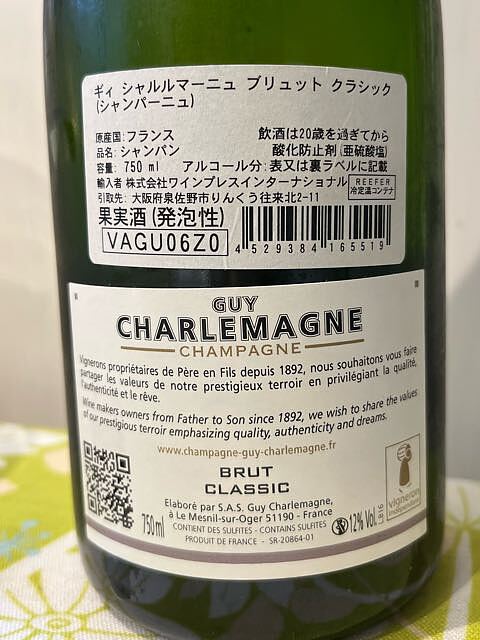 ギィ シャルルマーニュ ブリュット クラシック
(シャンパーニュ)
原産国: フランス 飲酒は20歳を過ぎてから
品名: シャンパン 酸化防止剤 (亜硫酸塩)
容量: 750 ml アルコール分: 表又は裏ラベルに記載
輸入者 株式会社ワインプレスインターナショナル REEFER 冷定温コンテナ
引取先: 大阪府泉佐野市りんくう往来北2-11
果実酒 (発泡性)
VAGU06Z0 4 529384 165519
GUY
CHARLEMAGNE
CHAMPAGNE
Vignerons propriétaires de Père en Fils depuis 1892, nous souhaitons vous faire
partager les valeurs de notre prestigieux terroir en privilégiant la qualité,
l'authenticité et le rêve.
Wine makers owners from Father to Son since 1892, we wish to share the values
of our prestigious terroir emphasizing quality, authenticity and dreams.
www.champagne-guy-charlemagne.fr
BRUT
CLASSIC
vigneron
indépendant
Elaboré par S.A.S. Guy Charlemagne,
à Le Mesnil-sur-Oger 51190 - France
750ml 12% Vol.
CONTIENT DES SULFITES - CONTAINS SULFITES
PRODUIT DE FRANCE - SR-20864-01